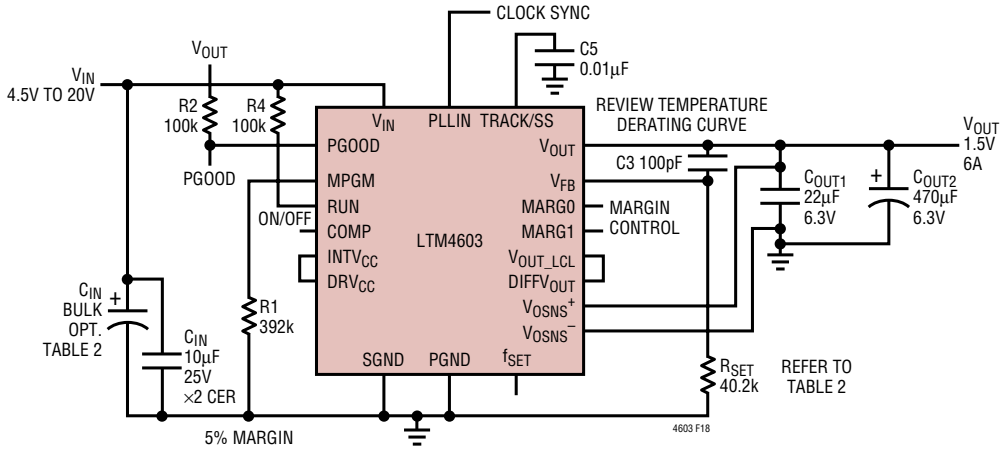 CLOCK SYNC
C5
0.01µF
VOUT
VIN
4.5V TO 20V
R2
100k
R4
100k
REVIEW TEMPERATURE
DERATING CURVE
VIN
PLLIN
TRACK/SS
PGOOD
VOUT
VOUT
1.5V
6A
C3 100pF
PGOOD
MPGM
VFB
COUT1
22µF
6.3V
+
COUT2
470µF
6.3V
ON/OFF
RUN
MARG0
MARGIN
CONTROL
COMP
MARG1
LTM4603
INTVCC
VOUT_LCL
DRVCC
DIFFVOUT
VOSNS+
VOSNS–
CIN
BULK
OPT.
TABLE 2
+
R1
392k
CIN
10µF
25V
×2 CER
SGND
PGND
fSET
RSET
40.2k
REFER TO
TABLE 2
5% MARGIN
4603 F18